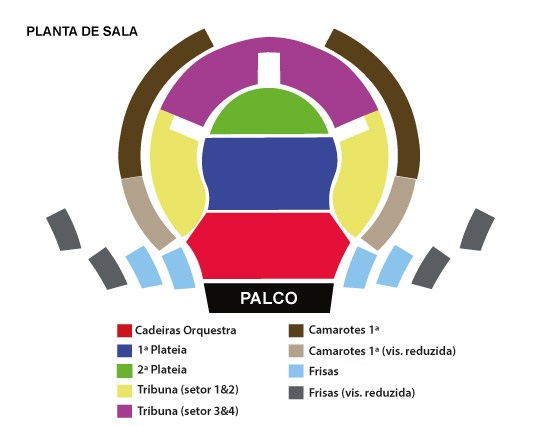 PLANTA DE SALA
PALCO
Cadeiras Orquestra
1ª Plateia
2ª Plateia
Tribuna (setor 1&2)
Tribuna (setor 3&4)
Camarotes 1ª
Camarotes 1ª (vis. reduzida)
Frisas
Frisas (vis. reduzida)